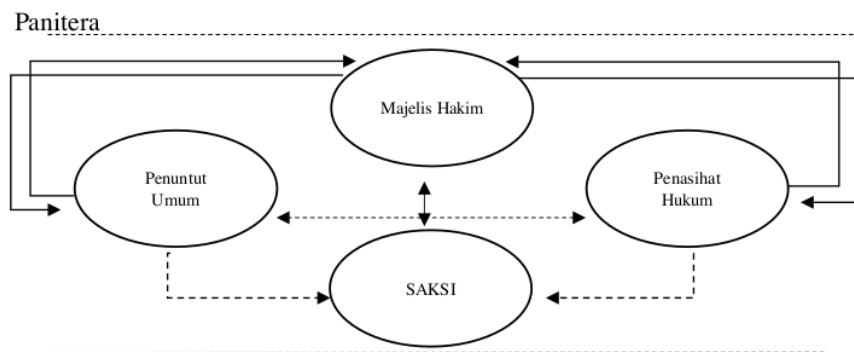 Panitera
Majelis Hakim
Penuntut
Umum
Penasihat
Hukum
SAKSI